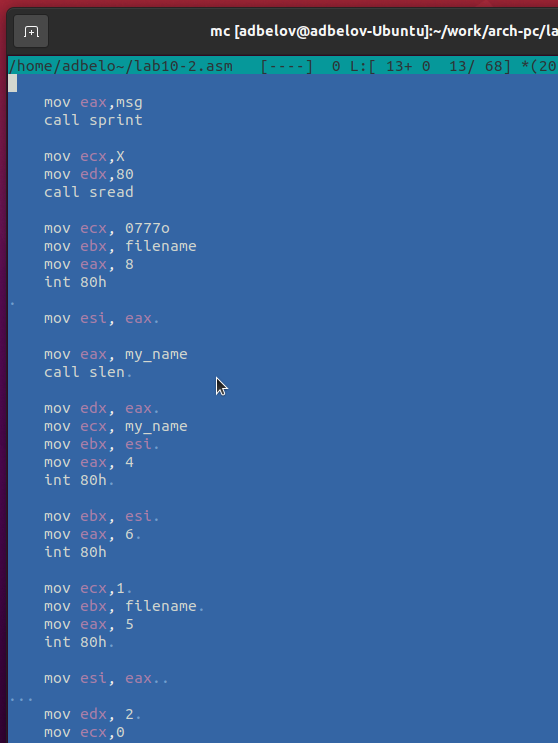 mc [adbelov@adbelov-Ubuntu]:~/work/arch-pc/la
/home/adbelo~/lab10-2.asm   [----]  0 L:[ 13+ 0  13/ 68] *(20
mov eax,msg
call sprint
mov ecx,X
mov edx,80
call sread
mov ecx, 0777o
mov ebx, filename
mov eax, 8
int 80h
.
mov esi, eax.
mov eax, my_name
call slen.
mov edx, eax.
mov ecx, my_name
mov ebx, esi.
mov eax, 4
int 80h.
mov ebx, esi.
mov eax, 6.
int 80h
mov ecx,1.
mov ebx, filename.
mov eax, 5
int 80h.
mov esi, eax..
...
mov edx, 2.
mov ecx,0